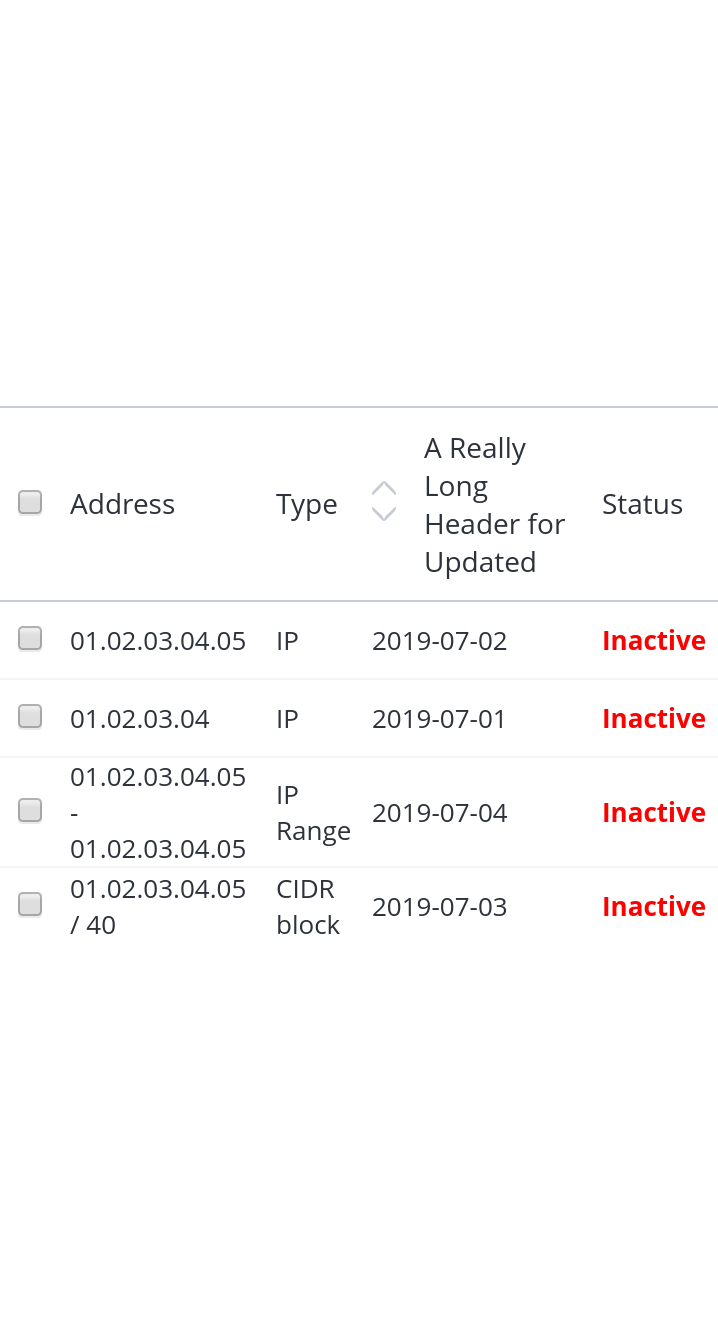 Address Type A Really
Long
Header for
Updated Status
01.02.03.04.05 IP 2019-07-02 Inactive
01.02.03.04 IP 2019-07-01 Inactive
01.02.03.04.05
-
01.02.03.04.05 IP
Range 2019-07-04 Inactive
01.02.03.04.05
/ 40 CIDR
block 2019-07-03 Inactive